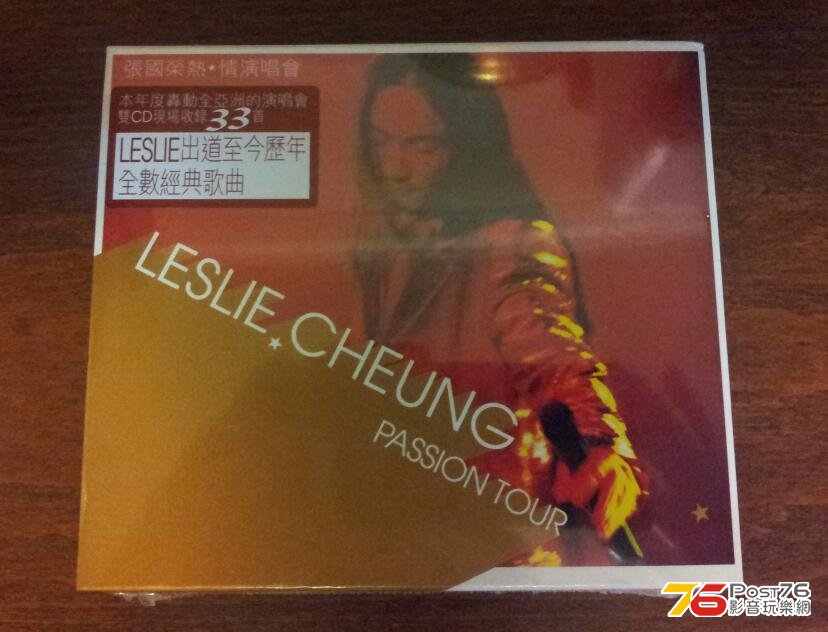 張國榮熱•情演唱會
本年度轟動全亞洲的演唱會
雙CD現場收錄33首
LESLIE出道至今歷年
全數經典歌曲
LESLIE★CHEUNG
PASSION TOUR
76 Post76
影音玩樂網